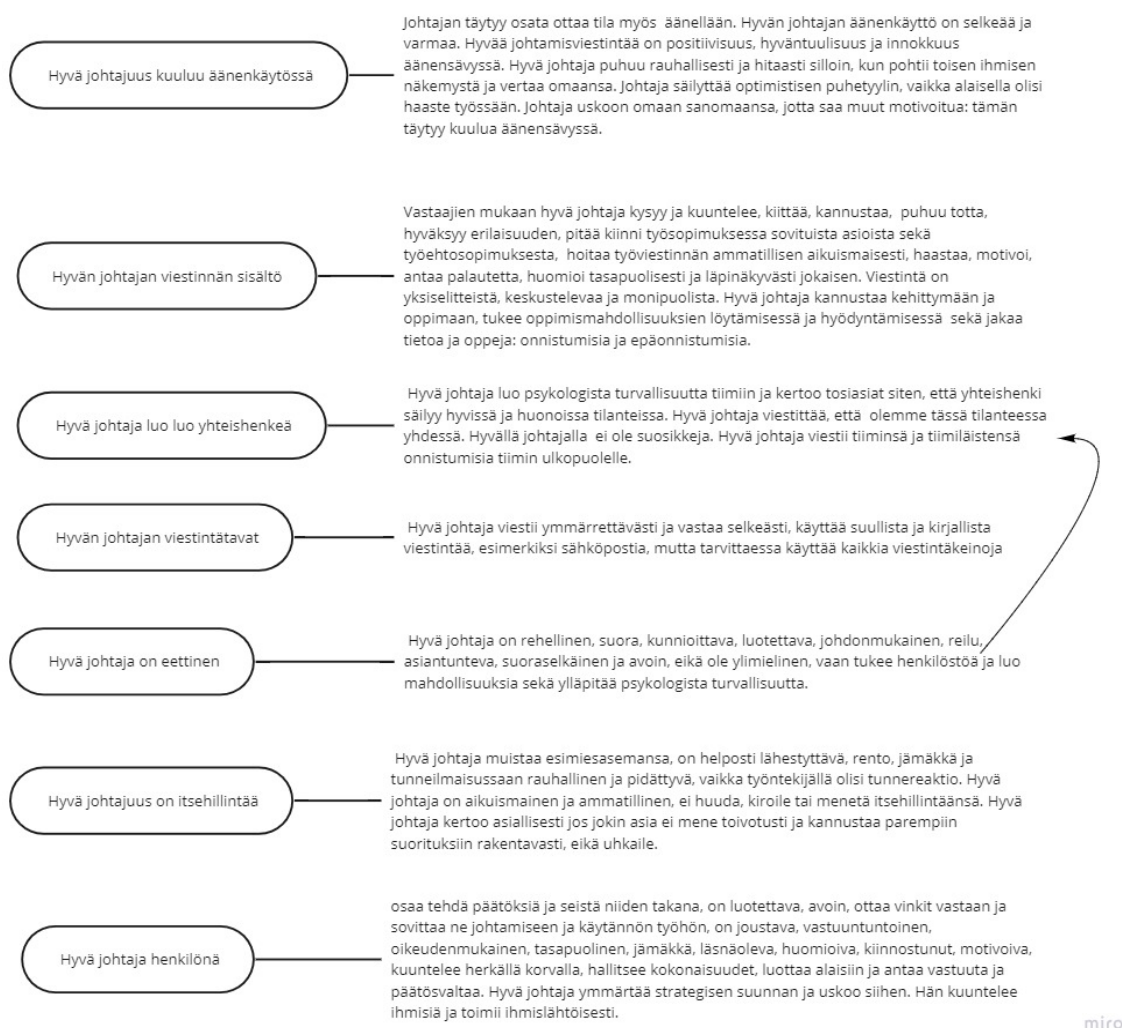 Johtajan täytyy osata ottaa tila myös äänellään. Hyvän johtajan äänenkäyttö on selkeää ja
varmaa. Hyvää johtamisviestintää on positiivisuus, hyväntuulisuus ja innokkuus
Hyvä johtajuus kuuluu äänenkäytössä
äänensävyssä. Hyvä johtaja puhuu rauhallisesti ja hitaasti silloin, kun pohtii toisen ihmisen
näkemystä ja vertaa omaansa. Johtaja säilyttää optimistisen puhetyylin, vaikka alaisella olisi
haaste työssään. Johtaja uskoon omaan sanomaansa, jotta saa muut motivoitua: tämän
täytyy kuulua äänensävyssä.
Hyvän johtajan viestinnän sisältö
Vastaajien mukaan hyvä johtaja kysyy ja kuuntelee, kiittää, kannustaa, puhuu totta,
hyväksyy erilaisuuden, pitää kiinni työsopimuksessa sovituista asioista sekä
työehtosopimuksesta, hoitaa työviestinnän ammatillisen aikuismaisesti, haastaa, motivoi,
antaa palautetta, huomioi tasapuolisesti ja läpinäkyvästi jokaisen. Viestintä on
yksiselitteistä, keskustelevaa ja monipuolista. Hyvä johtaja kannustaa kehittymään ja
oppimaan, tukee oppimismahdollisuuksien löytämisessä ja hyödyntämisessä sekä jakaa
tietoa ja oppeja: onnistumisia ja epäonnistumisia.
Hyvä johtaja luo luo yhteishenkeä
Hyvä johtaja luo psykologista turvallisuutta tiimiin ja kertoo tosiasiat siten, että yhteishenki
säilyy hyvissä ja huonoissa tilanteissa. Hyvä johtaja viestittää, että olemme tässä tilanteessa
yhdessä. Hyvällä johtajalla ei ole suosikkeja. Hyvä johtaja viestii tiiminsä ja tiimiläistensä
onnistumisia tiimin ulkopuolelle.
Hyvän johtajan viestintätavat
Hyvä johtaja viestii ymmärrettävästi ja vastaa selkeästi, käyttää suullista ja kirjallista
viestintää, esimerkiksi sähköpostia, mutta tarvittaessa käyttää kaikkia viestintäkeinoja
Hyvä johtaja on eettinen
Hyvä johtaja on rehellinen, suora, kunnioittava, luotettava, johdonmukainen, reilu,
asiantunteva, suoraselkäinen ja avoin, eikä ole ylimielinen, vaan tukee henkilöstöä ja luo
mahdollisuuksia sekä ylläpitää psykologista turvallisuutta.
Hyvä johtajuus on itsehillintää
Hyvä johtaja muistaa esimiesasemansa, on helposti lähestyttävä, rento, jämäkkä ja
tunneilmaisussaan rauhallinen ja pidättyvä, vaikka työntekijällä olisi tunnereaktio. Hyvä
johtaja on aikuismainen ja ammatillinen, ei huuda, kiroile tai menetä itsehillintäänsä. Hyvä
johtaja kertoo asiallisesti jos jokin asia ei mene toivotusti ja kannustaa parempiin
suorituksiin rakentavasti, eikä uhkaile.
Hyvä johtaja henkilönä
osaa tehdä päätöksiä ja seistä niiden takana, on luotettava, avoin, ottaa vinkit vastaan ja
sovittaa ne johtamiseen ja käytännön työhön, on joustava, vastuuntuntoinen,
oikeudenmukainen, tasapuolinen, jämäkkä, läsnäoleva, huomioiva, kiinnostunut, motivoiva,
kuuntelee herkällä korvalla, hallitsee kokonaisuudet, luottaa alaisiin ja antaa vastuuta ja
päätösvaltaa. Hyvä johtaja ymmärtää strategisen suunnan ja uskoo siihen. Hän kuuntelee
ihmisiä ja toimii ihmislähtöisesti.
miro